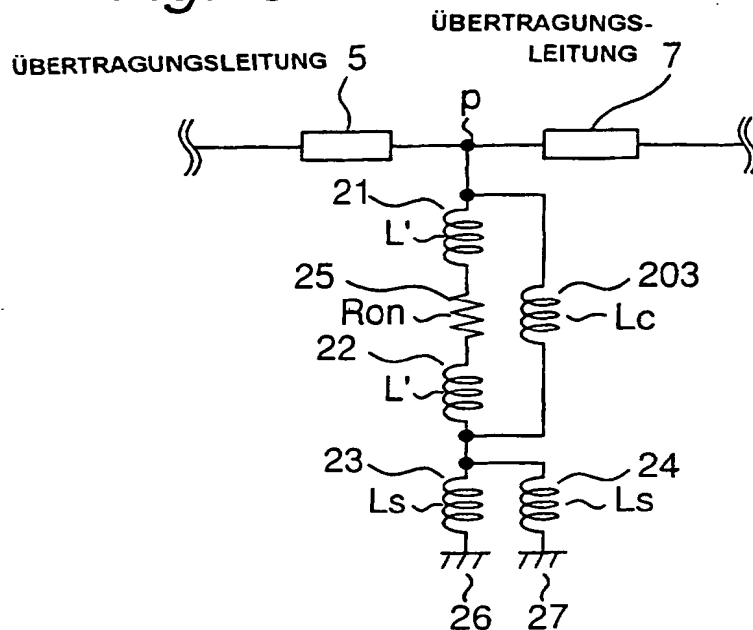 ÜBERTRAGUNGSLEITUNG 5
ÜBERTRAGUNGS-
LEITUNG 7
p
21
L'
25
Ron
203
Lc
22
L'
23
Ls
24
Ls
26
27